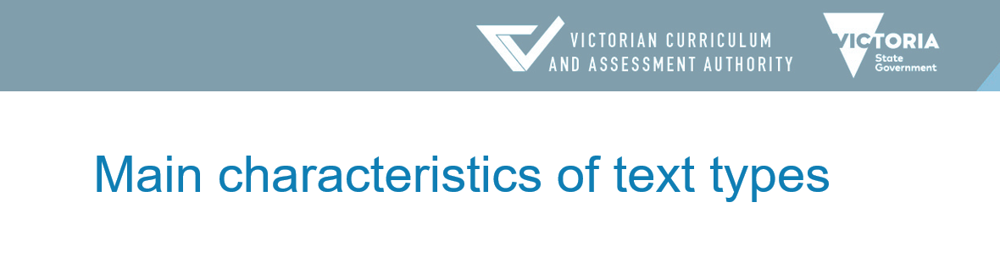 VICTORIAN CURRICULUM
AND ASSESSMENT AUTHORITY
VICTORIA
State
Government
Main characteristics of text types